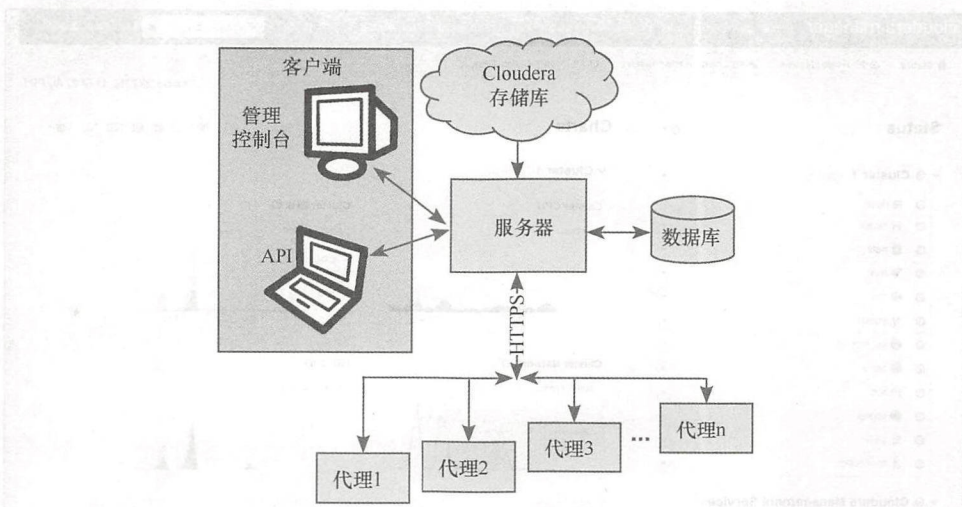 客户端
管理
控制台
API
Cloudera
存储库
服务器
数据库
HTTPS
代理1
代理2
代理3
...
代理n